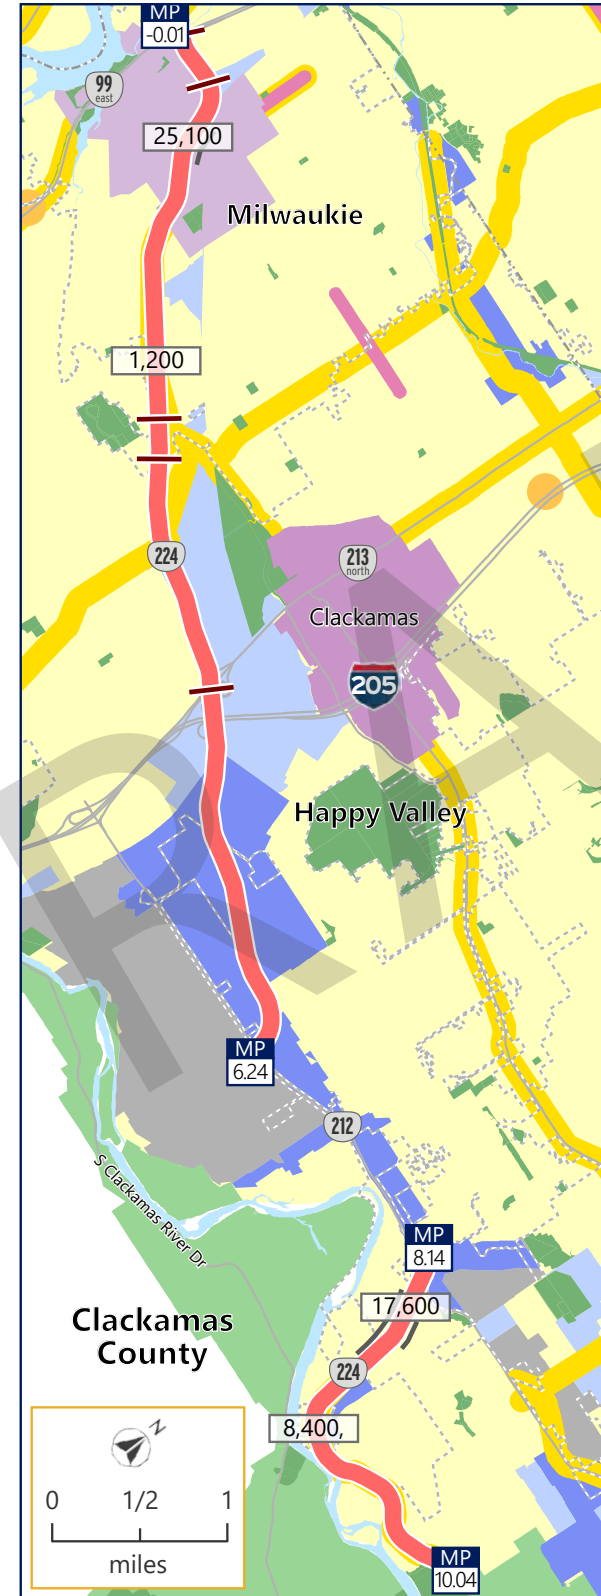 MP
-0.01
99
east
25,100
Milwaukie
1,200
224
213
north
Clackamas
205
Happy Valley
MP
6.24
212
S Clackamas River Dr
MP
8.14
17,600
Clackamas
County
224
8,400,
N
0 1/2 1
miles
MP
10.04